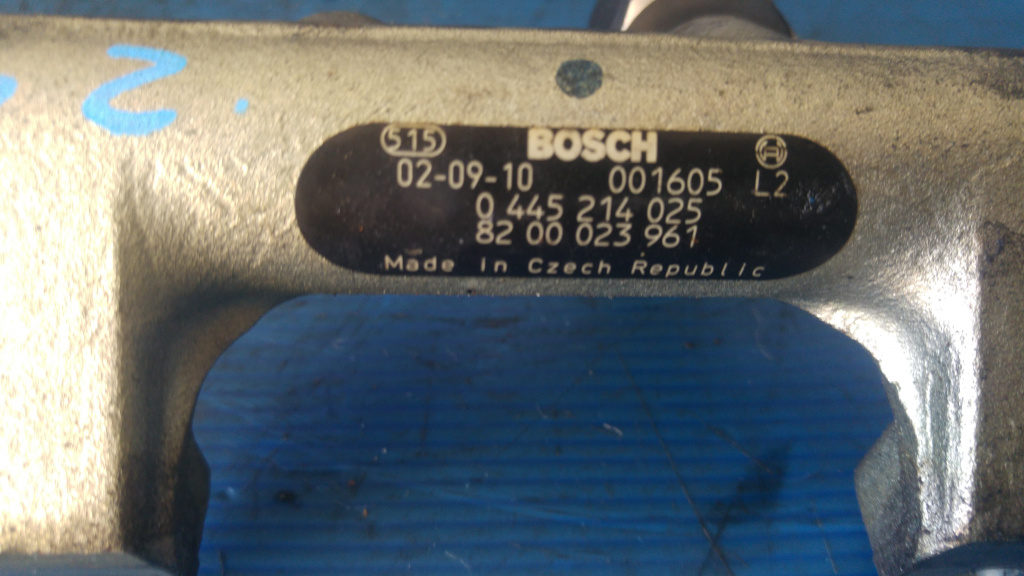 2
515 BOSCH
02-09-10 001605 L2
0 445 214 025
82 00 023 961
Made in Czech Republic